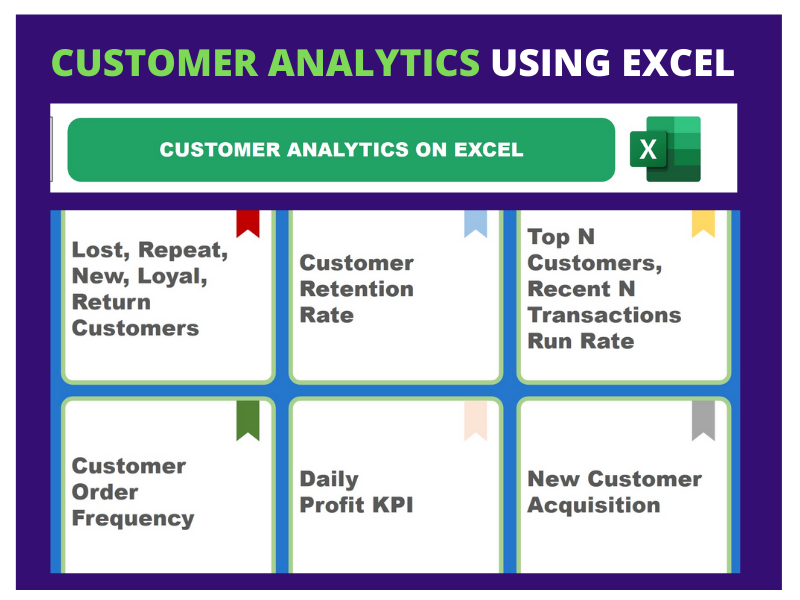 CUSTOMER ANALYTICS USING EXCEL
CUSTOMER ANALYTICS ON EXCEL
X
Lost, Repeat,
New, Loyal,
Return
Customers
Customer
Retention
Rate
Top N
Customers,
Recent N
Transactions
Run Rate
Customer
Order
Frequency
Daily
Profit KPI
New Customer
Acquisition